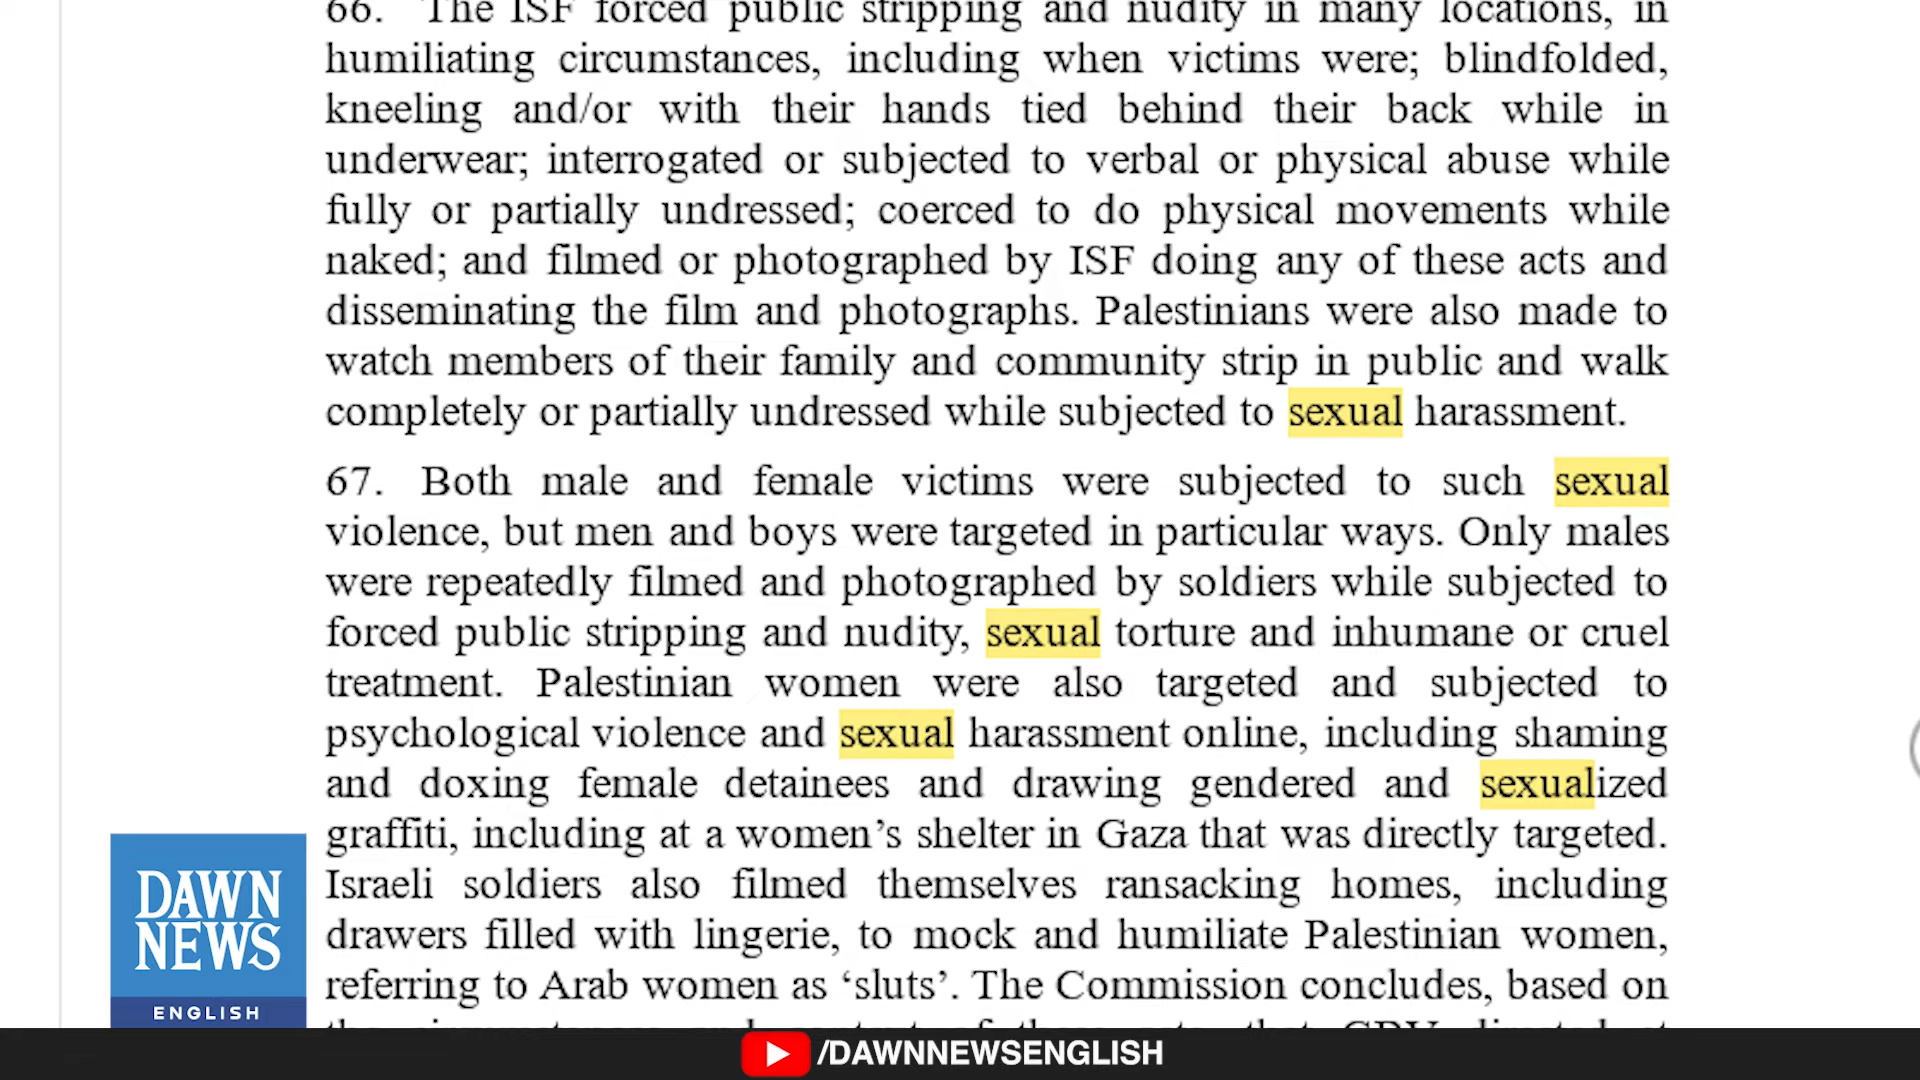 66. The ISF forced public stripping and nudity in many locations, in
humiliating circumstances, including when victims were; blindfolded,
kneeling and/or with their hands tied behind their back while in
underwear; interrogated or subjected to verbal or physical abuse while
fully or partially undressed; coerced to do physical movements while
naked; and filmed or photographed by ISF doing any of these acts and
disseminating the film and photographs. Palestinians were also made to
watch members of their family and community strip in public and walk
completely or partially undressed while subjected to sexual harassment.
67. Both male and female victims were subjected to such sexual
violence, but men and boys were targeted in particular ways. Only males
were repeatedly filmed and photographed by soldiers while subjected to
forced public stripping and nudity, sexual torture and inhumane or cruel
treatment. Palestinian women were also targeted and subjected to
psychological violence and sexual harassment online, including shaming
and doxing female detainees and drawing gendered and sexualized
graffiti, including at a women’s shelter in Gaza that was directly targeted.
Israeli soldiers also filmed themselves ransacking homes, including
drawers filled with lingerie, to mock and humiliate Palestinian women,
referring to Arab women as ‘sluts’. The Commission concludes, based on
DAWN
NEWS
ENGLISH
/DAWNNEWSENGLISH